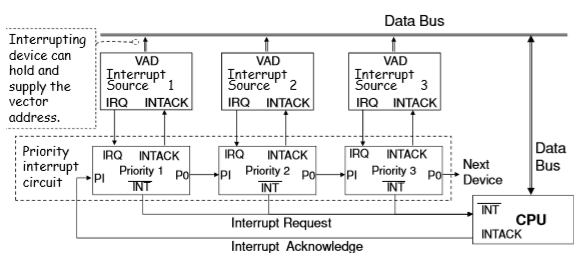 Data Bus
Interrupting
device can
hold and
supply the
vector
address.
VAD
Interrupt
Source 1
IRQ INTACK
VAD
Interrupt
Source 2
IRQ INTACK
VAD
Interrupt
Source 3
IRQ INTACK
Priority
interrupt
circuit
IRQ INTACK
Priority 1
PI PO
INT
IRQ INTACK
Priority 2
PI PO
INT
IRQ INTACK
Priority 3
PI PO
INT
Next
Device
Data
Bus
INT
CPU
INTACK
Interrupt Request
Interrupt Acknowledge